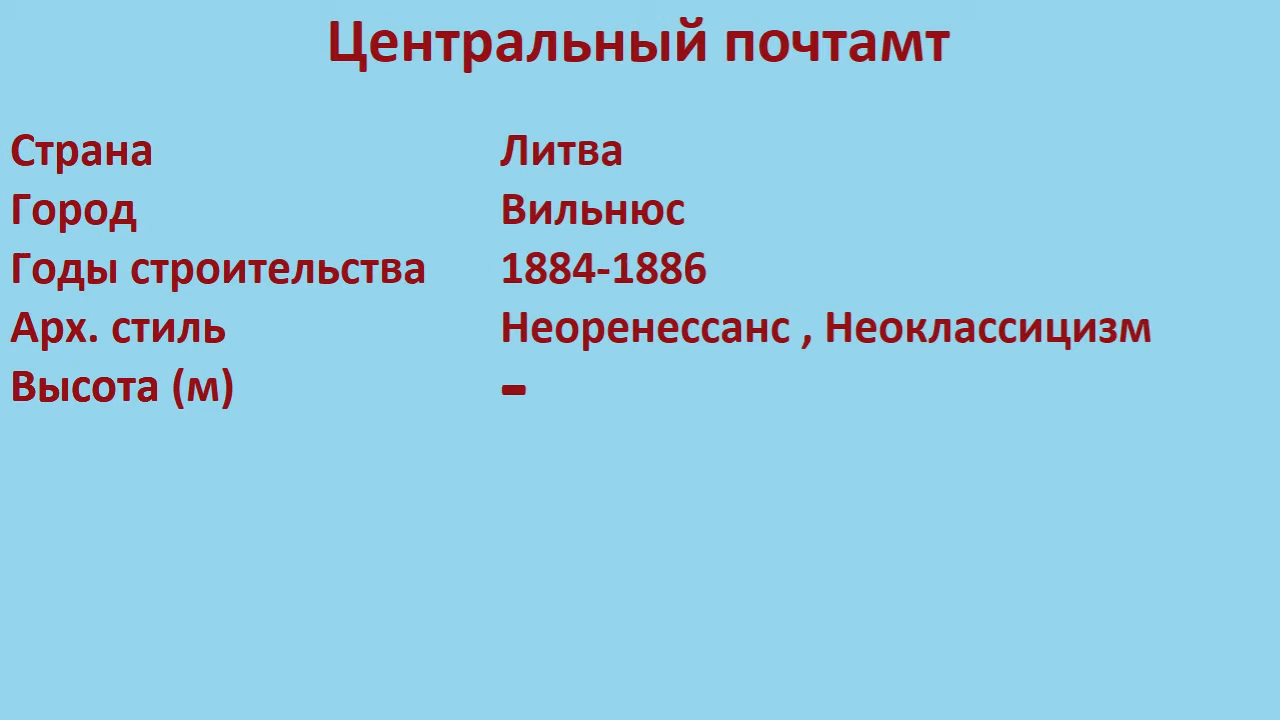 Центральный почтамт
Страна Литва
Город Вильнюс
Годы строительства 1884-1886
Арх. стиль Неоренессанс , Неоклассицизм
Высота (м) -